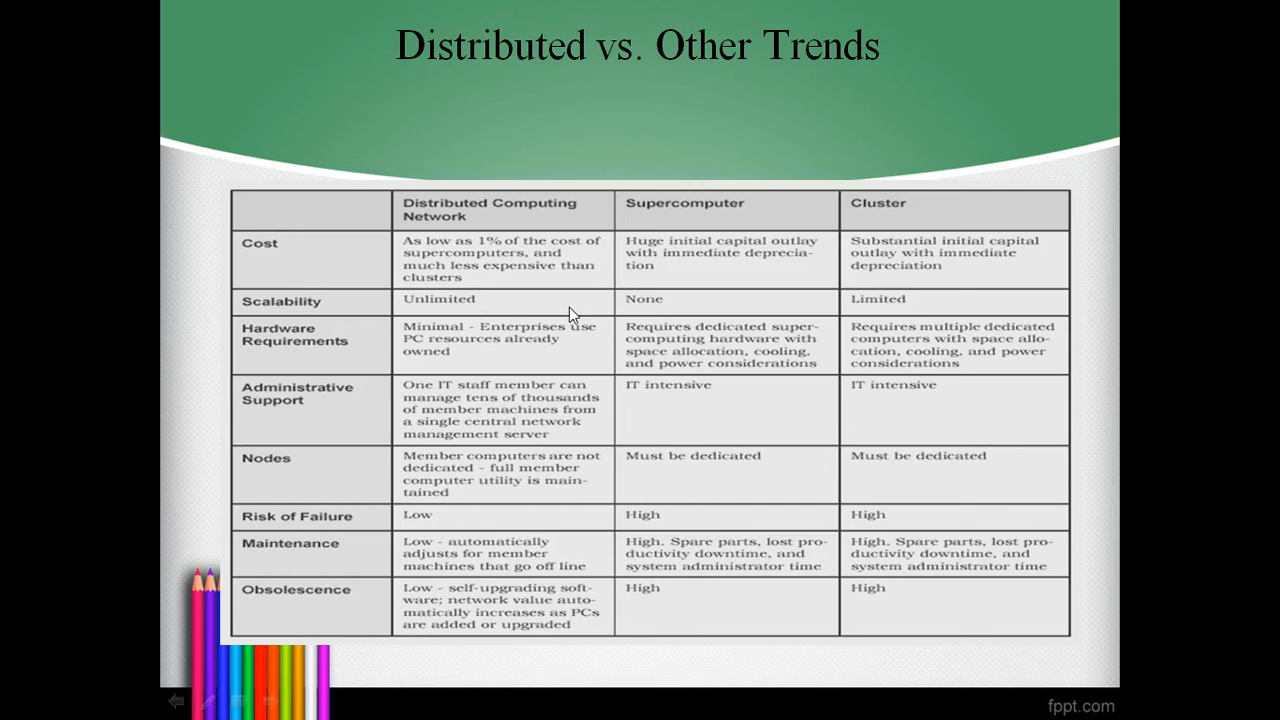 Distributed vs. Other Trends
Distributed Computing
Network
Supercomputer
Cluster
Cost
As low as 1% of the cost of
supercomputers, and
much less expensive than
clusters
Huge initial capital outlay
with immediate deprecia-
tion
Substantial initial capital
outlay with immediate
depreciation
Scalability
Unlimited
None
Limited
Hardware
Requirements
Minimal - Enterprises use
PC resources already
owned
Requires dedicated super-
computing hardware with
space allocation, cooling,
and power considerations
Requires multiple dedicated
computers with space allo-
cation, cooling, and power
considerations
Administrative
Support
One IT staff member can
manage tens of thousands
of member machines from
a single central network
management server
IT intensive
IT intensive
Nodes
Member computers are not
dedicated - full member
computer utility is main-
tained
Must be dedicated
Must be dedicated
Risk of Failure
Low
High
High
Maintenance
Low - automatically
adjusts for member
machines that go off line
High. Spare parts, lost pro-
ductivity downtime, and
system administrator time
High. Spare parts, lost pro-
ductivity downtime, and
system administrator time
Obsolescence
Low - self-upgrading soft-
ware; network value auto-
matically increases as PCs
are added or upgraded
High
High
fppt.com